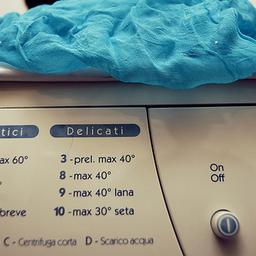 tici Delicati
ax 60° 3 - prel. max 40°
8 - max 40°
9 - max 40° lana
breve 10 - max 30° seta
C - Centrifuga corta D - Scarico acqua
On
Off